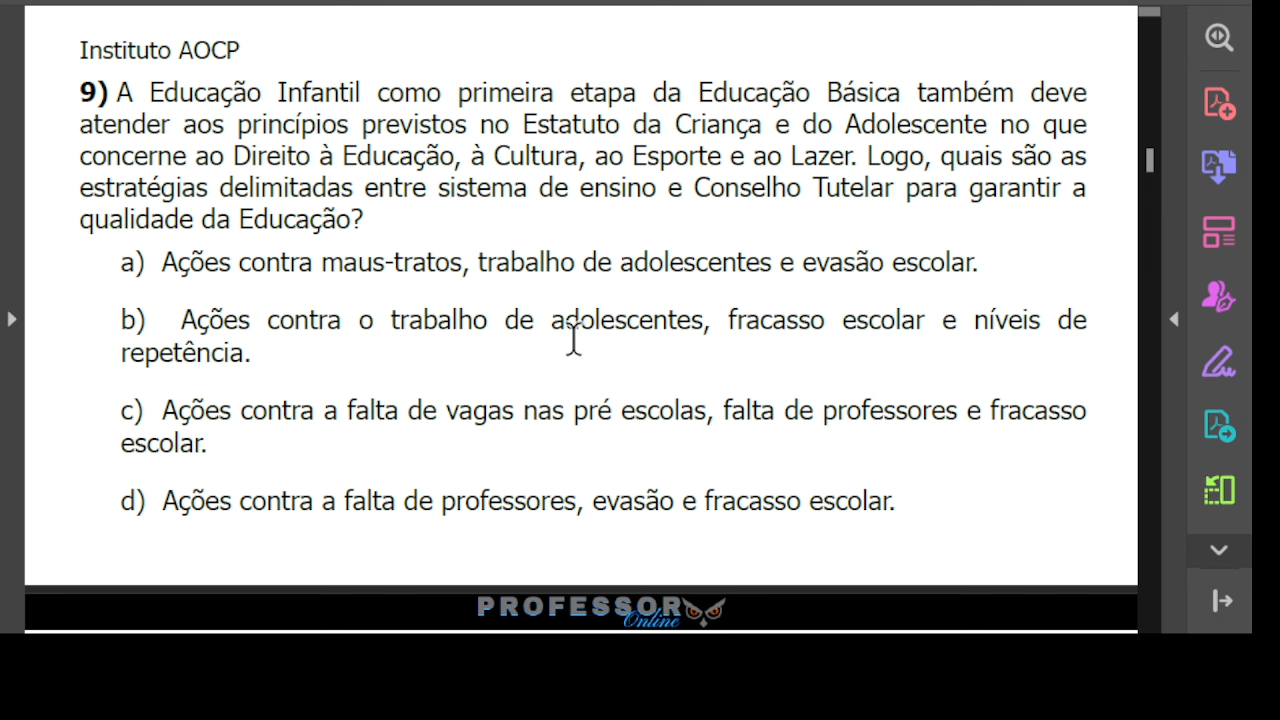 Instituto AOCP
9) A Educação Infantil como primeira etapa da Educação Básica também deve
atender aos princípios previstos no Estatuto da Criança e do Adolescente no que
concerne ao Direito à Educação, à Cultura, ao Esporte e ao Lazer. Logo, quais são as
estratégias delimitadas entre sistema de ensino e Conselho Tutelar para garantir a
qualidade da Educação?
a) Ações contra maus-tratos, trabalho de adolescentes e evasão escolar.
b) Ações contra o trabalho de adolescentes, fracasso escolar e níveis de
repetência.
c) Ações contra a falta de vagas nas pré escolas, falta de professores e fracasso
escolar.
d) Ações contra a falta de professores, evasão e fracasso escolar.
PROFESSOR
Online